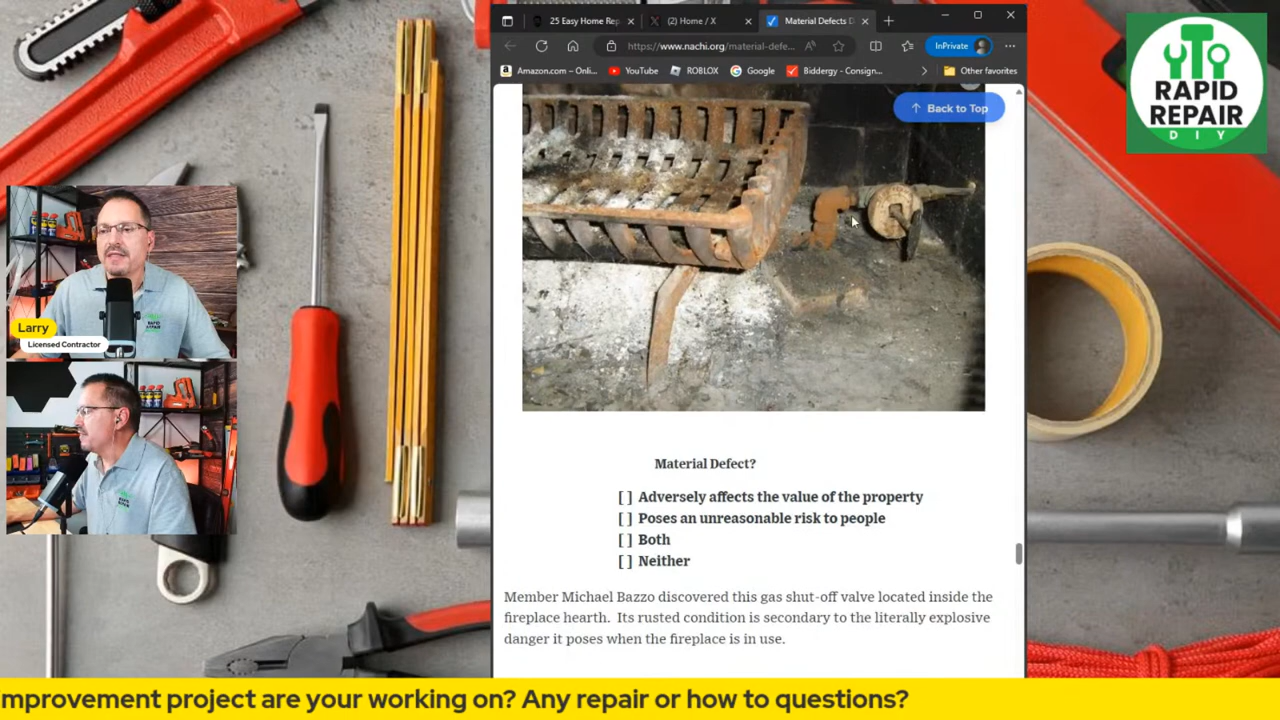 25 Easy Home Rep
(2) Home / X
Material Defects D
https://www.nachi.org/material-defe...
InPrivate
Amazon.com – Onli...
YouTube
ROBLOX
Google
Biddergy - Consign...
Other favorites
Back to Top
RAPID
REPAIR
DIY
Larry
Licensed Contractor
Material Defect?
[ ] Adversely affects the value of the property
[ ] Poses an unreasonable risk to people
[ ] Both
[ ] Neither
Member Michael Bazzo discovered this gas shut-off valve located inside the
fireplace hearth. Its rusted condition is secondary to the literally explosive
danger it poses when the fireplace is in use.
mprovement project are your working on? Any repair or how to questions?